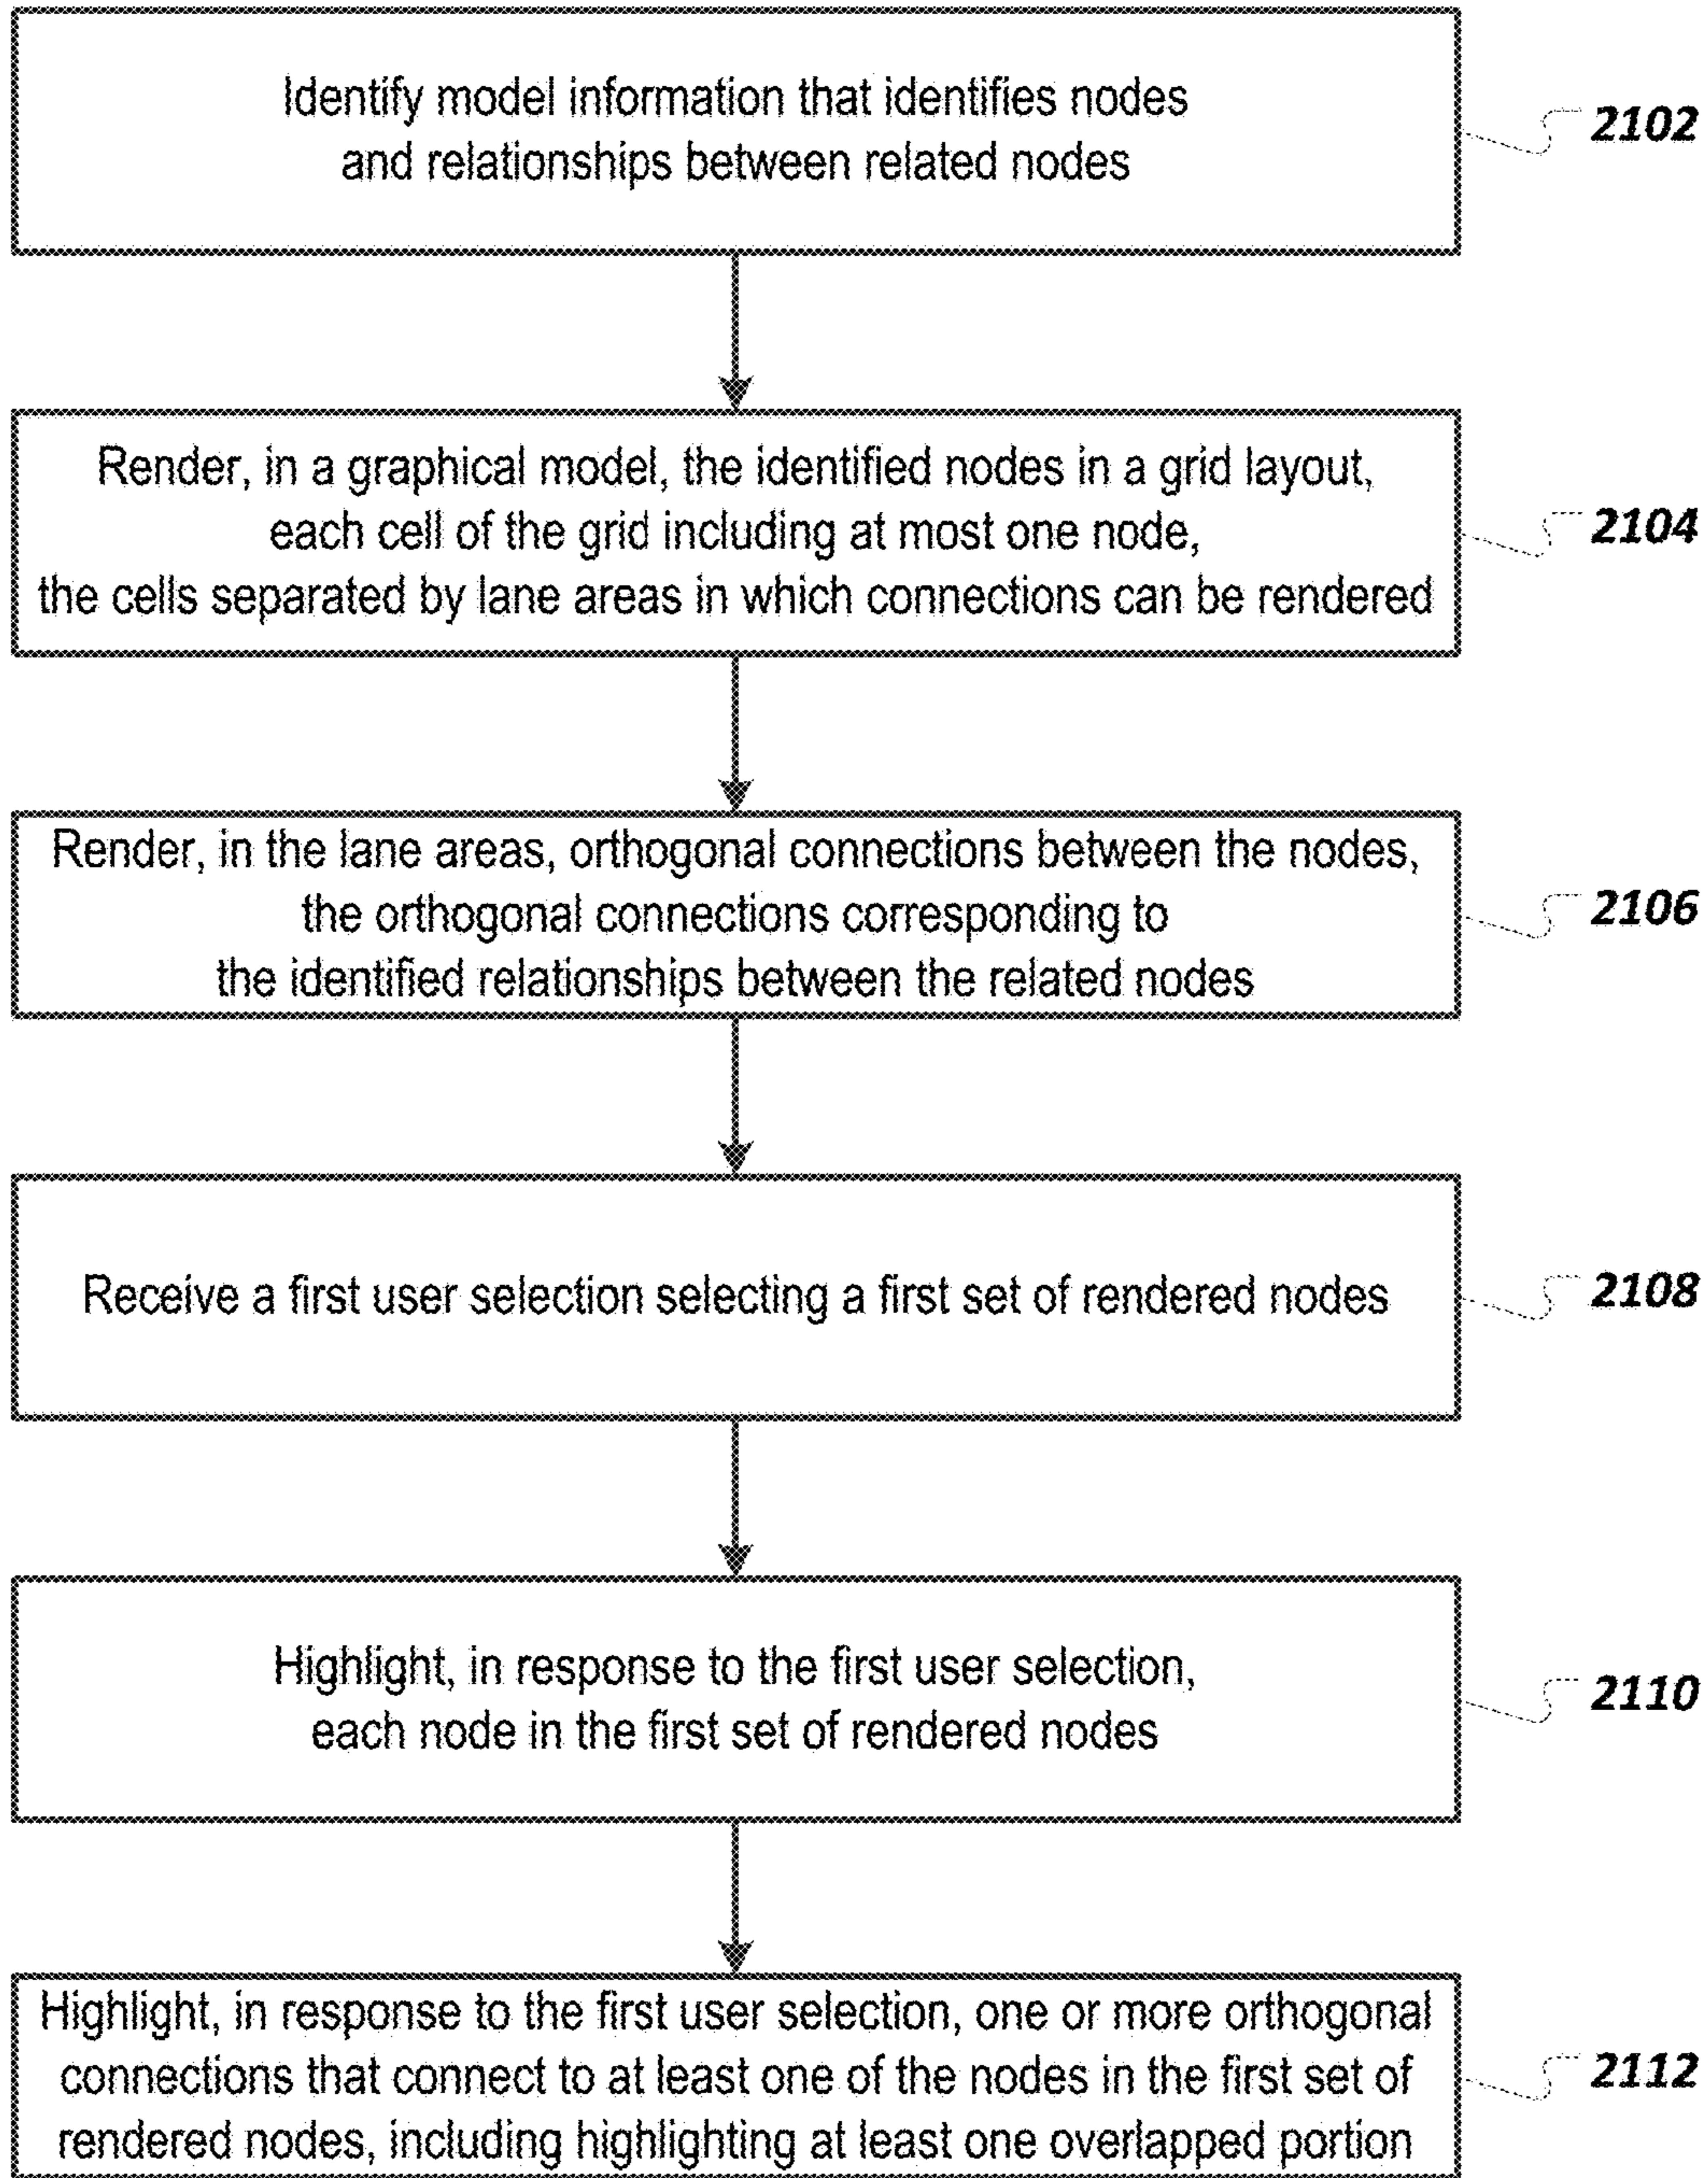 Identify model information that identifies nodes
and relationships between related nodes
2102
Render, in a graphical model, the identified nodes in a grid layout,
each cell of the grid including at most one node,
the cells separated by lane areas in which connections can be rendered
2104
Render, in the lane areas, orthogonal connections between the nodes,
the orthogonal connections corresponding to
the identified relationships between the related nodes
2106
Receive a first user selection selecting a first set of rendered nodes
2108
Highlight, in response to the first user selection,
each node in the first set of rendered nodes
2110
Highlight, in response to the first user selection, one or more orthogonal
connections that connect to at least one of the nodes in the first set of
rendered nodes, including highlighting at least one overlapped portion
2112